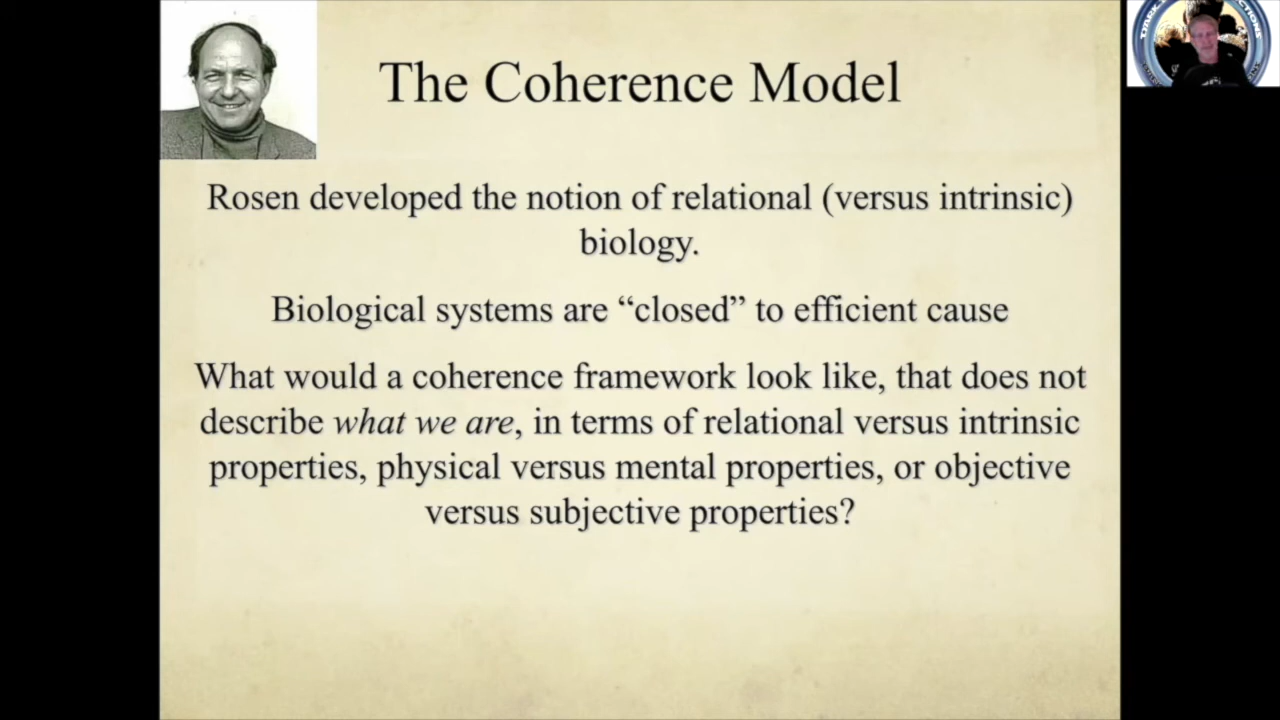 The Coherence Model
Rosen developed the notion of relational (versus intrinsic)
biology.
Biological systems are “closed” to efficient cause
What would a coherence framework look like, that does not
describe what we are, in terms of relational versus intrinsic
properties, physical versus mental properties, or objective
versus subjective properties?